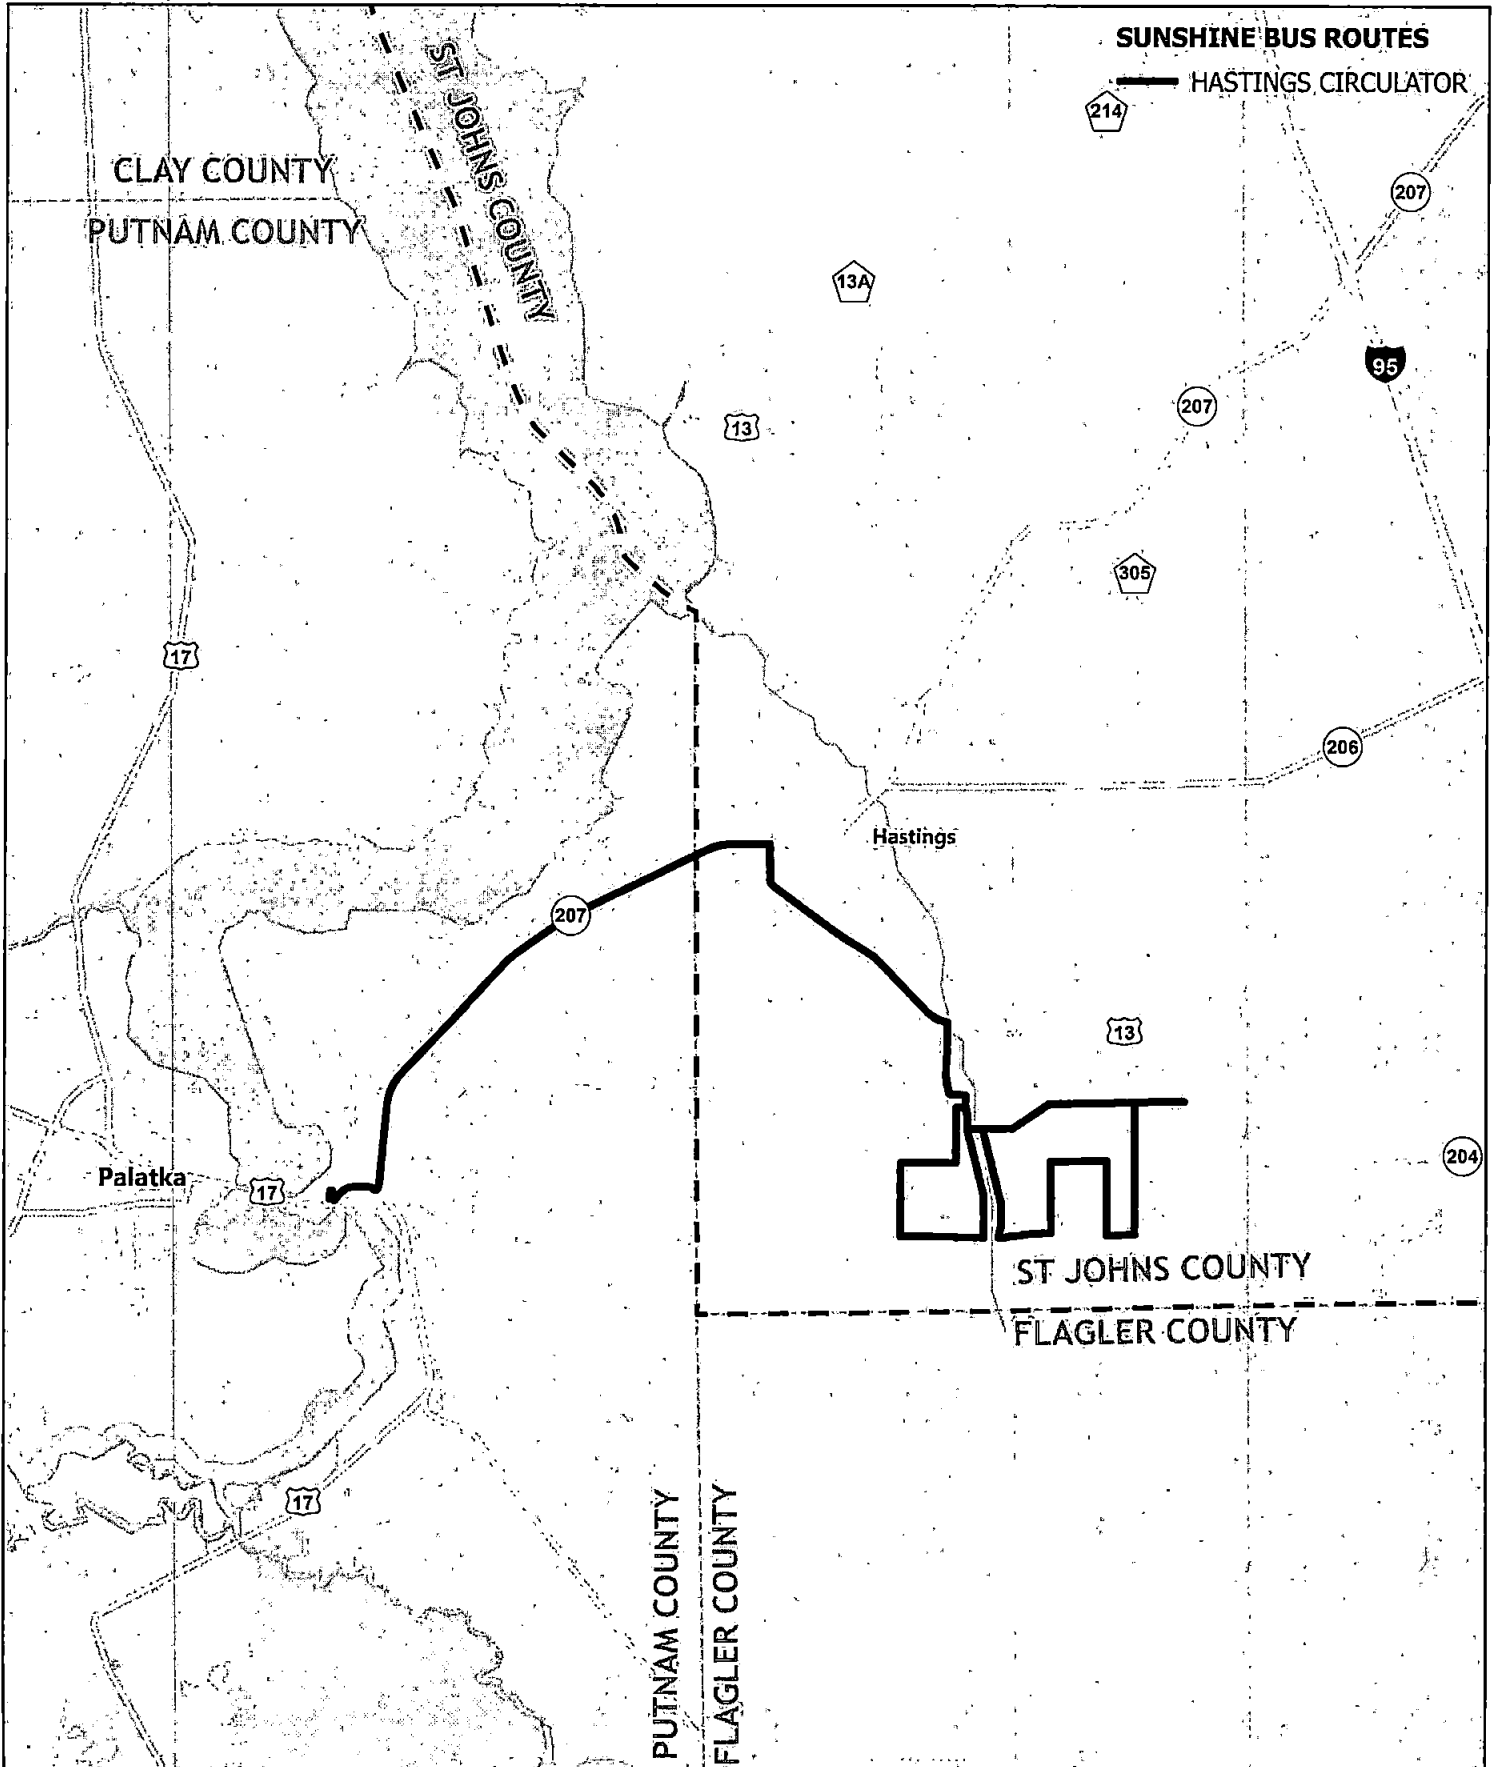 SUNSHINE BUS ROUTES
HASTINGS CIRCULATOR
214
ST JOHNS COUNTY
CLAY COUNTY
207
PUTNAM COUNTY
13A
95
207
13
305
17
206
Hastings
207
13
204
Palatka
17
ST JOHNS COUNTY
FLAGLER COUNTY
17
PUTNAM COUNTY
FLAGLER COUNTY